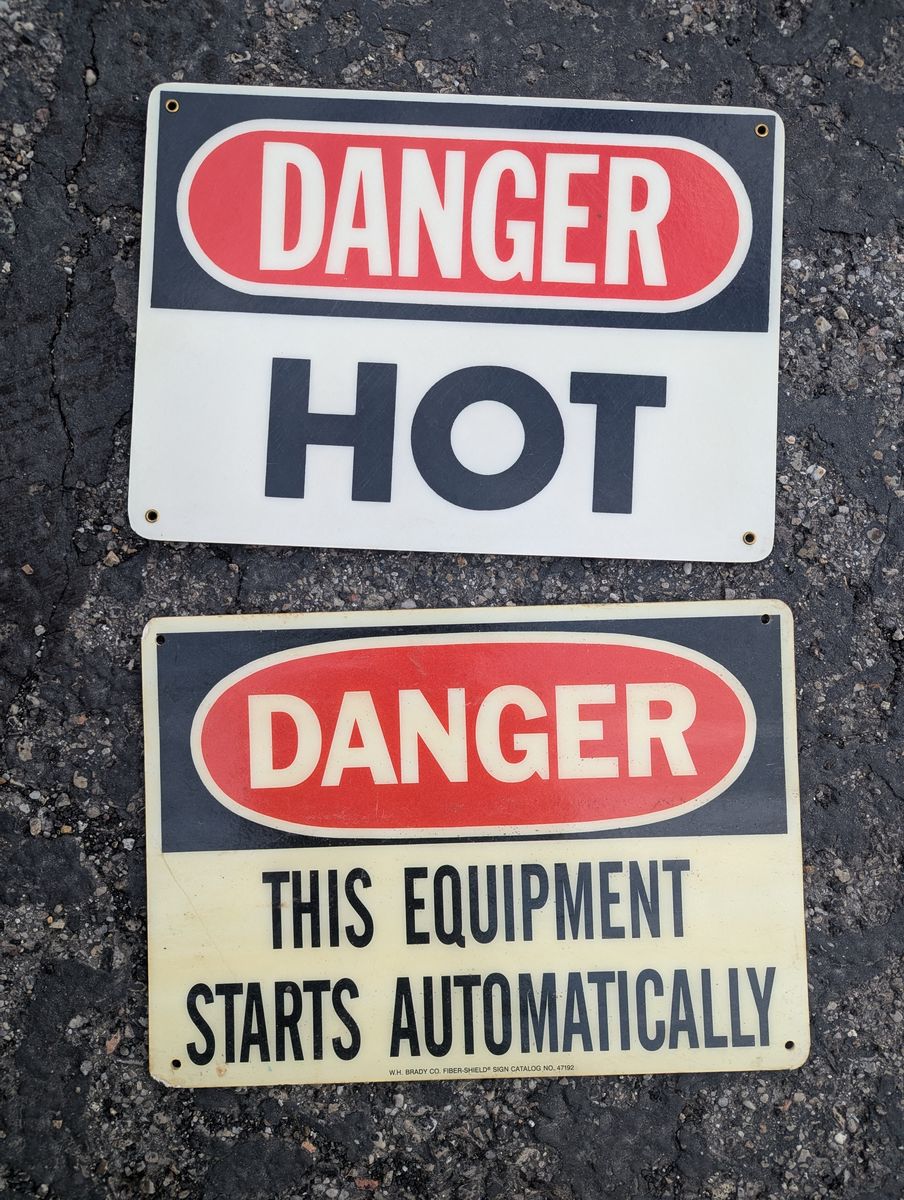 DANGER
HOT
DANGER
THIS EQUIPMENT
STARTS AUTOMATICALLY
W.H. BRADY CO. FIBER-SHIELD® SIGN CATALOG NO. 47192